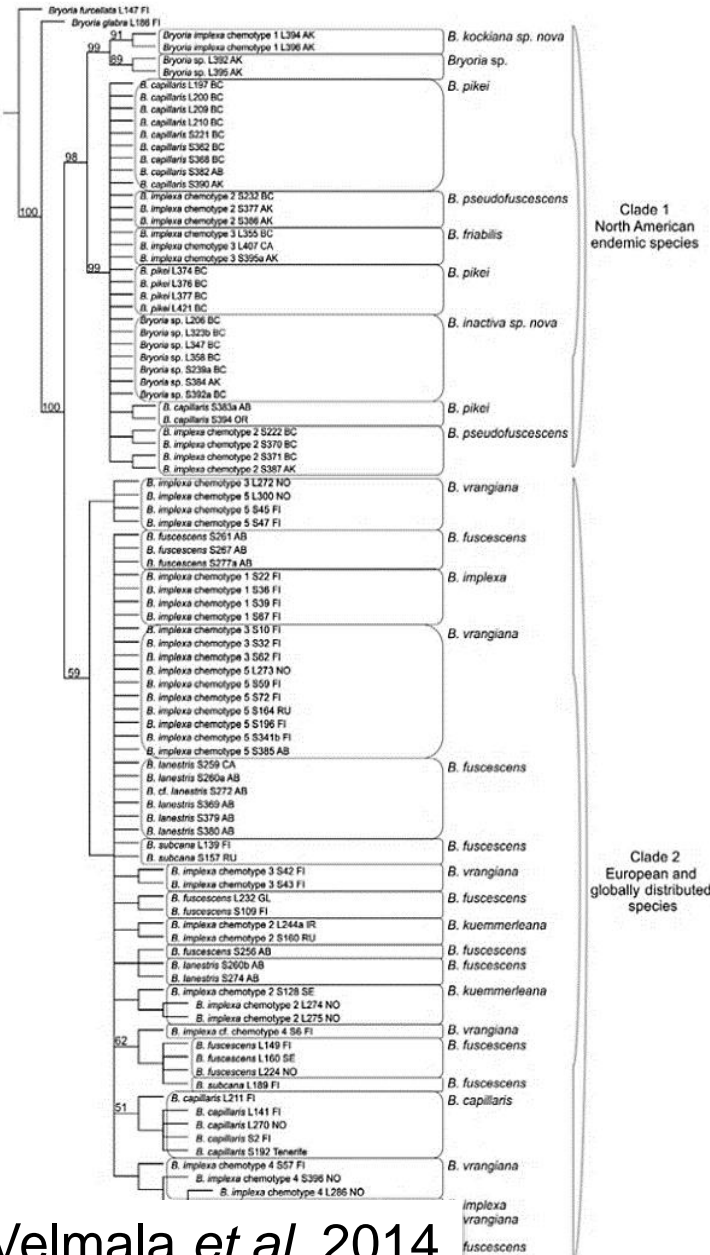 Bryoria furcellata L147 FI
Bryoria glabra L186 FI
91
Bryoria implexa chemotype 1 L394 AK
B. kockiana sp. nova
99
Bryoria implexa chemotype 1 L396 AK
89
Bryoria sp. L392 AK
Bryoria sp.
Bryoria sp. L395 AK
B. capillaris L197 BC
B. pikei
B. capillaris L200 BC
B. capillaris L209 BC
B. capillaris L210 BC
B. capillaris S221 BC
B. capillaris S362 BC
98
B. capillaris S368 BC
B. capillaris S382 AB
B. capillaris S390 AK
B. implexa chemotype 2 S232 BC
B. pseudofuscescens
B. implexa chemotype 2 S377 AK
100
B. implexa chemotype 2 S386 AK
Clade 1
North American
endemic species
B. implexa chemotype 3 L355 BC
B. friabilis
B. implexa chemotype 3 L407 CA
B. implexa chemotype 3 S395a AK
99
B. pikei L374 BC
B. pikei
B. pikei L376 BC
B. pikei L377 BC
B. pikei L421 BC
Bryoria sp. L206 BC
B. inactiva sp. nova
Bryoria sp. L323b BC
Bryoria sp. L347 BC
Bryoria sp. L358 BC
Bryoria sp. S239a BC
Bryoria sp. S384 AK
Bryoria sp. S392a BC
100
B. capillaris S383a AB
B. pikei
B. capillaris S394 OR
B. implexa chemotype 2 S222 BC
B. pseudofuscescens
B. implexa chemotype 2 S370 BC
B. implexa chemotype 2 S371 BC
B. implexa chemotype 2 S387 AK
B. implexa chemotype 3 L272 NO
B. vrangiana
B. implexa chemotype 5 L300 NO
B. implexa chemotype 5 S45 FI
B. implexa chemotype 5 S47 FI
B. fuscescens S261 AB
B. fuscescens
B. fuscescens S267 AB
B. fuscescens S277a AB
B. implexa chemotype 1 S22 FI
B. implexa
B. implexa chemotype 1 S36 FI
B. implexa chemotype 1 S39 FI
B. implexa chemotype 1 S67 FI
B. implexa chemotype 3 S10 FI
B. vrangiana
B. implexa chemotype 3 S32 FI
B. implexa chemotype 3 S62 FI
59
B. implexa chemotype 5 L273 NO
B. implexa chemotype 5 S59 FI
B. implexa chemotype 5 S72 FI
B. implexa chemotype 5 S164 RU
B. implexa chemotype 5 S196 FI
B. implexa chemotype 5 S341b FI
B. implexa chemotype 5 S385 AB
B. lanestris S259 CA
B. fuscescens
B. lanestris S260a AB
B. cf. lanestris S272 AB
B. lanestris S369 AB
B. lanestris S379 AB
B. lanestris S380 AB
B. subcana L139 FI
B. fuscescens
B. subcana S157 RU
Clade 2
European and
globally distributed
species
B. implexa chemotype 3 S42 FI
B. vrangiana
B. implexa chemotype 3 S43 FI
B. fuscescens L232 GL
B. fuscescens
B. fuscescens S109 FI
B. implexa chemotype 2 L244a IR
B. kuemmerleana
B. implexa chemotype 2 S160 RU
B. fuscescens S256 AB
B. fuscescens
B. lanestris S260b AB
B. fuscescens
B. lanestris S274 AB
B. implexa chemotype 2 S128 SE
B. kuemmerleana
B. implexa chemotype 2 L274 NO
B. implexa chemotype 2 L275 NO
B. implexa cf. chemotype 4 S6 FI
B. vrangiana
62
B. fuscescens L149 FI
B. fuscescens
B. fuscescens L160 SE
B. fuscescens L224 NO
B. subcana L189 FI
B. fuscescens
B. capillaris L211 FI
B. capillaris
51
B. capillaris L141 FI
B. capillaris L270 NO
B. capillaris S2 FI
B. capillaris S192 Tenerife
B. implexa chemotype 4 S57 FI
B. vrangiana
B. implexa chemotype 4 S396 NO
B. implexa chemotype 4 L286 NO
implexa
vrangiana
Velmala et al. 2014
fuscescens